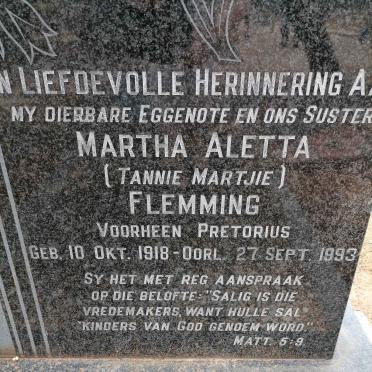 N LIEFDEVOLLE HERINNERING AA
MY DIERBARE EGGENOTE EN ONS SUSTER
MARTHA ALETTA
(TANNIE MARTJIE)
FLEMMING
VOORHEEN PRETORIUS
GEB. 10 OKT. 1918-OORL. 27 SEPT. 1993
SY HET MET REG AANSPRAAK
OP DIE BELOFTE:"SALIG IS DIE
VREDEMAKERS, WANT HULLE SAL
KINDERS VAN GOD GENOEM WORD."
MATT. 5:9